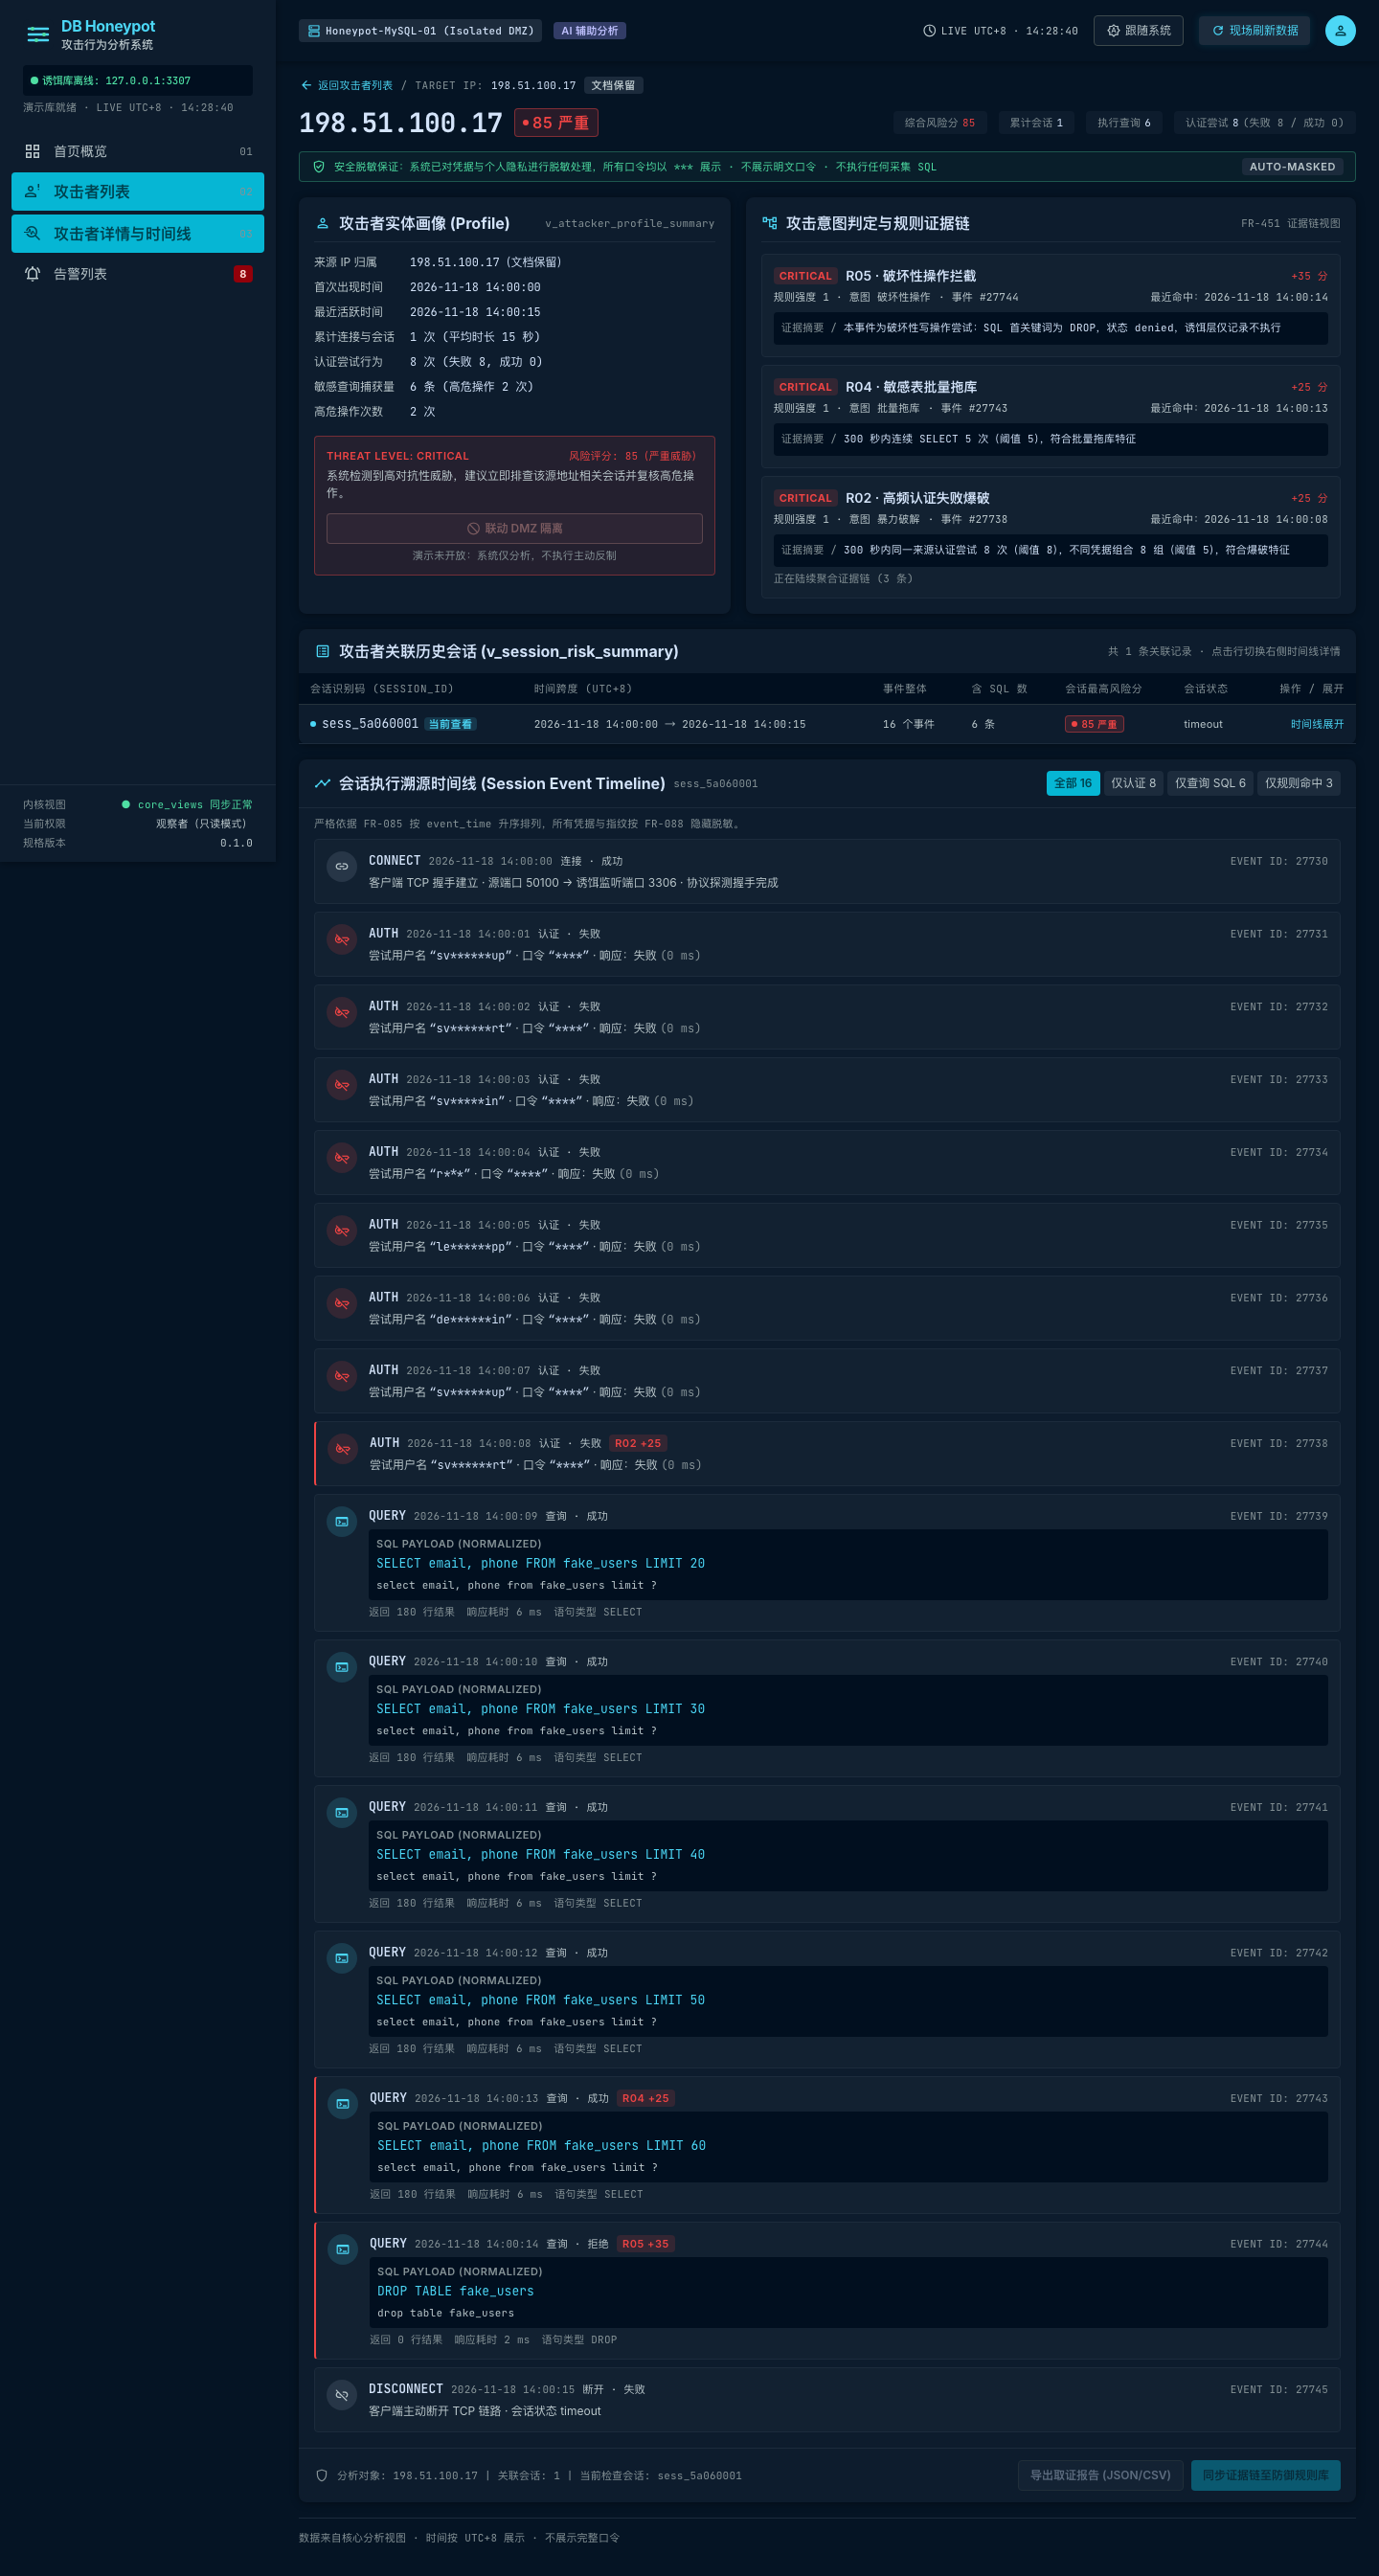 DB Honeypot
攻击行为分析系统
诱饵库离线: 127.0.0.1:3307
演示库就绪 · LIVE UTC+8 · 14:28:40
首页概览 01
攻击者列表 02
攻击者详情与时间线 03
告警列表 8
内核视图 core_views 同步正常
当前权限 观察者 (只读模式)
规格版本 0.1.0
Honeypot-MySQL-01 (Isolated DMZ) AI 辅助分析
LIVE UTC+8 · 14:28:40 跟随系统 现场刷新数据
返回攻击者列表 / TARGET IP: 198.51.100.17 文档保留
198.51.100.17 85 严重
综合风险分 85 累计会话 1 执行查询 6 认证尝试 8 (失败 8 / 成功 0)
安全脱敏保证: 系统已对凭据与个人隐私进行脱敏处理, 所有口令均以 *** 展示 · 不展示明文口令 · 不执行任何采集 SQL AUTO-MASKED
攻击者实体画像 (Profile) v_attacker_profile_summary
来源 IP 归属 198.51.100.17 (文档保留)
首次出现时间 2026-11-18 14:00:00
最近活跃时间 2026-11-18 14:00:15
累计连接与会话 1 次 (平均时长 15 秒)
认证尝试行为 8 次 (失败 8, 成功 0)
敏感查询捕获量 6 条 (高危操作 2 次)
高危操作次数 2 次
THREAT LEVEL: CRITICAL 风险评分: 85 (严重威胁)
系统检测到高对抗性威胁，建议立即排查该源地址相关会话并复核高危操
作。
联动 DMZ 隔离
演示未开放: 系统仅分析, 不执行主动反制
攻击意图判定与规则证据链 FR-451 证据链视图
CRITICAL R05 · 破坏性操作拦截 +35 分
规则强度 1 · 意图 破坏性操作 · 事件 #27744 最近命中: 2026-11-18 14:00:14
证据摘要 / 本事件为破坏性写操作尝试: SQL 首关键词为 DROP, 状态 denied, 诱饵层仅记录不执行
CRITICAL R04 · 敏感表批量拖库 +25 分
规则强度 1 · 意图 批量拖库 · 事件 #27743 最近命中: 2026-11-18 14:00:13
证据摘要 / 300 秒内连续 SELECT 5 次 (阈值 5), 符合批量拖库特征
CRITICAL R02 · 高频认证失败爆破 +25 分
规则强度 1 · 意图 暴力破解 · 事件 #27738 最近命中: 2026-11-18 14:00:08
证据摘要 / 300 秒内同一来源认证尝试 8 次 (阈值 8), 不同凭据组合 8 组 (阈值 5), 符合爆破特征
正在陆续聚合证据链 (3 条)
攻击者关联历史会话 (v_session_risk_summary) 共 1 条关联记录 · 点击行切换右侧时间线详情
会话识别码 (SESSION_ID) 时间跨度 (UTC+8) 事件整体 含 SQL 数 会话最高风险分 会话状态 操作 / 展开
sess_5a060001 当前查看 2026-11-18 14:00:00 → 2026-11-18 14:00:15 16 个事件 6 条 85 严重 timeout 时间线展开
会话执行溯源时间线 (Session Event Timeline) sess_5a060001 全部 16 仅认证 8 仅查询 SQL 6 仅规则命中 3
严格依据 FR-085 按 event_time 升序排列, 所有凭据与指纹按 FR-088 隐藏脱敏。
CONNECT 2026-11-18 14:00:00 连接 · 成功 EVENT ID: 27730
客户端 TCP 握手建立 · 源端口 50100 → 诱饵监听端口 3306 · 协议探测握手完成
AUTH 2026-11-18 14:00:01 认证 · 失败 EVENT ID: 27731
尝试用户名 “sv******up” · 口令 “****” · 响应: 失败 (0 ms)
AUTH 2026-11-18 14:00:02 认证 · 失败 EVENT ID: 27732
尝试用户名 “sv******rt” · 口令 “****” · 响应: 失败 (0 ms)
AUTH 2026-11-18 14:00:03 认证 · 失败 EVENT ID: 27733
尝试用户名 “sv*****in” · 口令 “****” · 响应: 失败 (0 ms)
AUTH 2026-11-18 14:00:04 认证 · 失败 EVENT ID: 27734
尝试用户名 “r***” · 口令 “****” · 响应: 失败 (0 ms)
AUTH 2026-11-18 14:00:05 认证 · 失败 EVENT ID: 27735
尝试用户名 “le******pp” · 口令 “****” · 响应: 失败 (0 ms)
AUTH 2026-11-18 14:00:06 认证 · 失败 EVENT ID: 27736
尝试用户名 “de******in” · 口令 “****” · 响应: 失败 (0 ms)
AUTH 2026-11-18 14:00:07 认证 · 失败 EVENT ID: 27737
尝试用户名 “sv******up” · 口令 “****” · 响应: 失败 (0 ms)
AUTH 2026-11-18 14:00:08 认证 · 失败 R02 +25 EVENT ID: 27738
尝试用户名 “sv******rt” · 口令 “****” · 响应: 失败 (0 ms)
QUERY 2026-11-18 14:00:09 查询 · 成功 EVENT ID: 27739
SQL PAYLOAD (NORMALIZED)
SELECT email, phone FROM fake_users LIMIT 20
select email, phone from fake_users limit ?
返回 180 行结果 响应耗时 6 ms 语句类型 SELECT
QUERY 2026-11-18 14:00:10 查询 · 成功 EVENT ID: 27740
SQL PAYLOAD (NORMALIZED)
SELECT email, phone FROM fake_users LIMIT 30
select email, phone from fake_users limit ?
返回 180 行结果 响应耗时 6 ms 语句类型 SELECT
QUERY 2026-11-18 14:00:11 查询 · 成功 EVENT ID: 27741
SQL PAYLOAD (NORMALIZED)
SELECT email, phone FROM fake_users LIMIT 40
select email, phone from fake_users limit ?
返回 180 行结果 响应耗时 6 ms 语句类型 SELECT
QUERY 2026-11-18 14:00:12 查询 · 成功 EVENT ID: 27742
SQL PAYLOAD (NORMALIZED)
SELECT email, phone FROM fake_users LIMIT 50
select email, phone from fake_users limit ?
返回 180 行结果 响应耗时 6 ms 语句类型 SELECT
QUERY 2026-11-18 14:00:13 查询 · 成功 R04 +25 EVENT ID: 27743
SQL PAYLOAD (NORMALIZED)
SELECT email, phone FROM fake_users LIMIT 60
select email, phone from fake_users limit ?
返回 180 行结果 响应耗时 6 ms 语句类型 SELECT
QUERY 2026-11-18 14:00:14 查询 · 拒绝 R05 +35 EVENT ID: 27744
SQL PAYLOAD (NORMALIZED)
DROP TABLE fake_users
drop table fake_users
返回 0 行结果 响应耗时 2 ms 语句类型 DROP
DISCONNECT 2026-11-18 14:00:15 断开 · 失败 EVENT ID: 27745
客户端主动断开 TCP 链路 · 会话状态 timeout
分析对象: 198.51.100.17 | 关联会话: 1 | 当前检查会话: sess_5a060001 导出取证报告 (JSON/CSV) 同步证据链至防御规则库
数据来自核心分析视图 · 时间按 UTC+8 展示 · 不展示完整口令